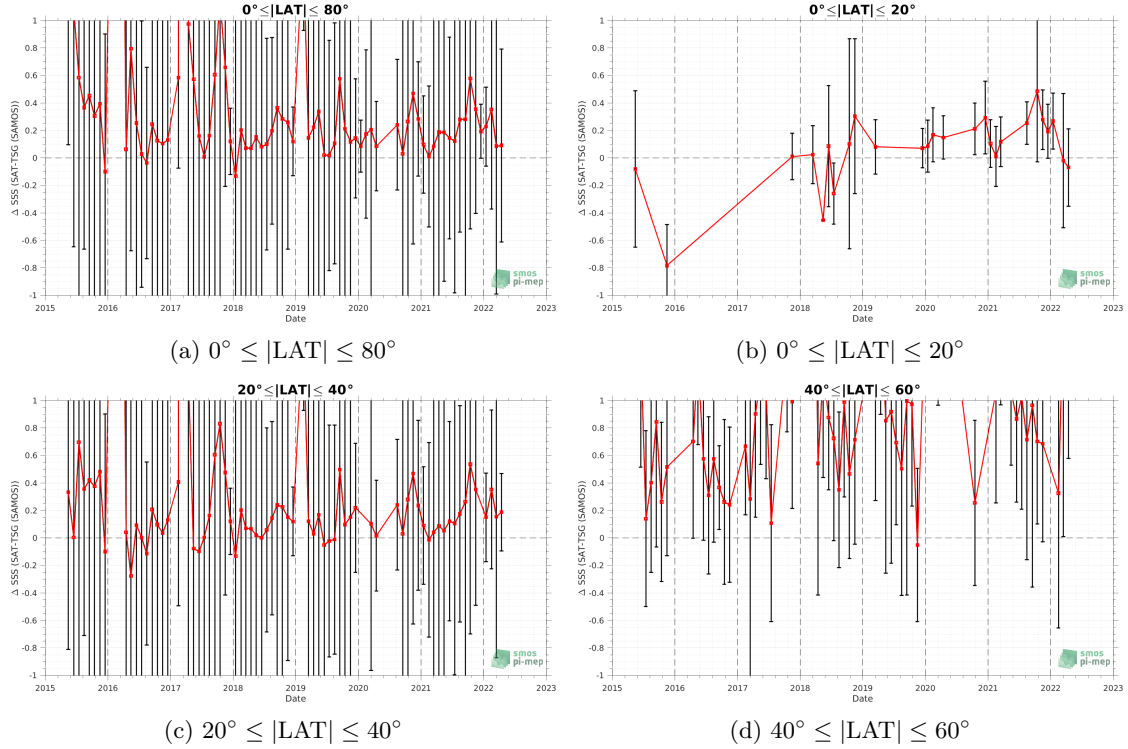 0°≤|LAT|≤ 80°
Δ SSS (SAT-TSG (SAMOS))
1
0.8
0.6
0.4
0.2
0
-0.2
-0.4
-0.6
-0.8
-1
2015 2016 2017 2018 2019 2020 2021 2022 2023
Date
smos
pi-mep
(a) 0° ≤ |LAT| ≤ 80°
0°≤|LAT|≤ 20°
Δ SSS (SAT-TSG (SAMOS))
1
0.8
0.6
0.4
0.2
0
-0.2
-0.4
-0.6
-0.8
-1
2015 2016 2017 2018 2019 2020 2021 2022 2023
Date
smos
pi-mep
(b) 0° ≤ |LAT| ≤ 20°
20°≤|LAT|≤ 40°
Δ SSS (SAT-TSG (SAMOS))
1
0.8
0.6
0.4
0.2
0
-0.2
-0.4
-0.6
-0.8
-1
2015 2016 2017 2018 2019 2020 2021 2022 2023
Date
smos
pi-mep
(c) 20° ≤ |LAT| ≤ 40°
40°≤|LAT|≤ 60°
Δ SSS (SAT-TSG (SAMOS))
1
0.8
0.6
0.4
0.2
0
-0.2
-0.4
-0.6
-0.8
-1
2015 2016 2017 2018 2019 2020 2021 2022 2023
Date
smos
pi-mep
(d) 40° ≤ |LAT| ≤ 60°